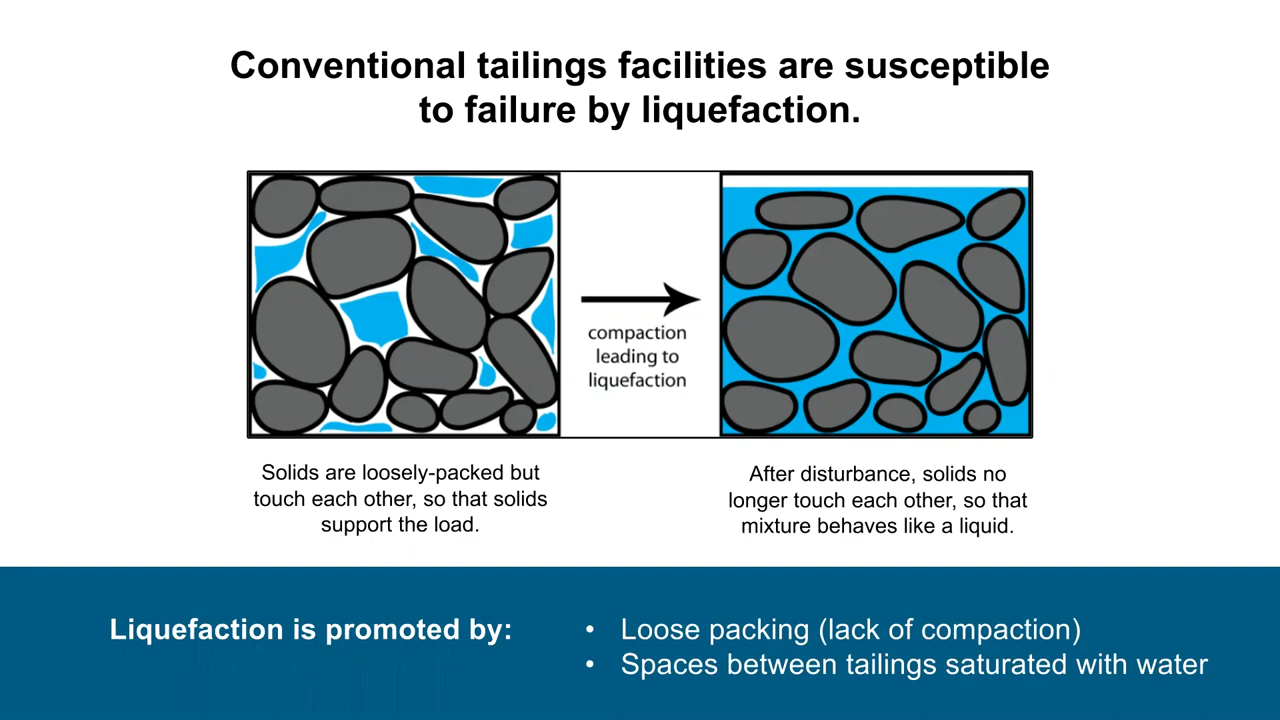 Conventional tailings facilities are susceptible
to failure by liquefaction.
compaction
leading to
liquefaction
Solids are loosely-packed but
touch each other, so that solids
support the load.
After disturbance, solids no
longer touch each other, so that
mixture behaves like a liquid.
Liquefaction is promoted by:
• Loose packing (lack of compaction)
• Spaces between tailings saturated with water